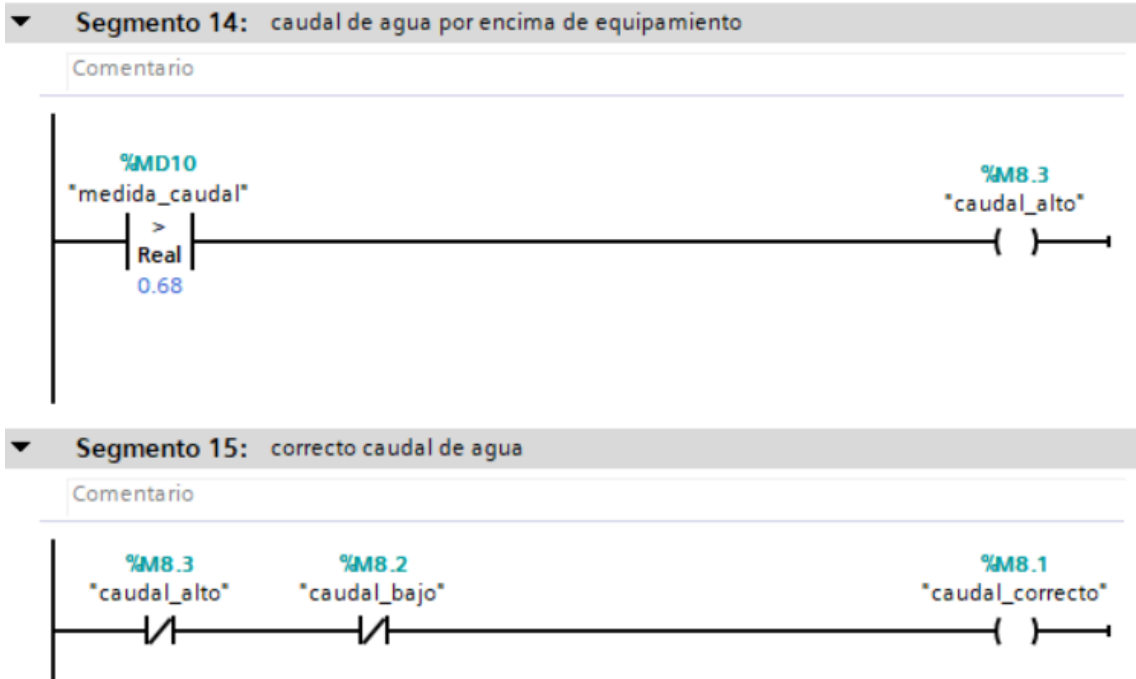 Segmento 14: caudal de agua por encima de equipamiento
Comentario
%MD10
"medida_caudal"
>
Real
0.68
%M8.3
"caudal_alto"
Segmento 15: correcto caudal de agua
Comentario
%M8.3
"caudal_alto"
%M8.2
"caudal_bajo"
%M8.1
"caudal_correcto"